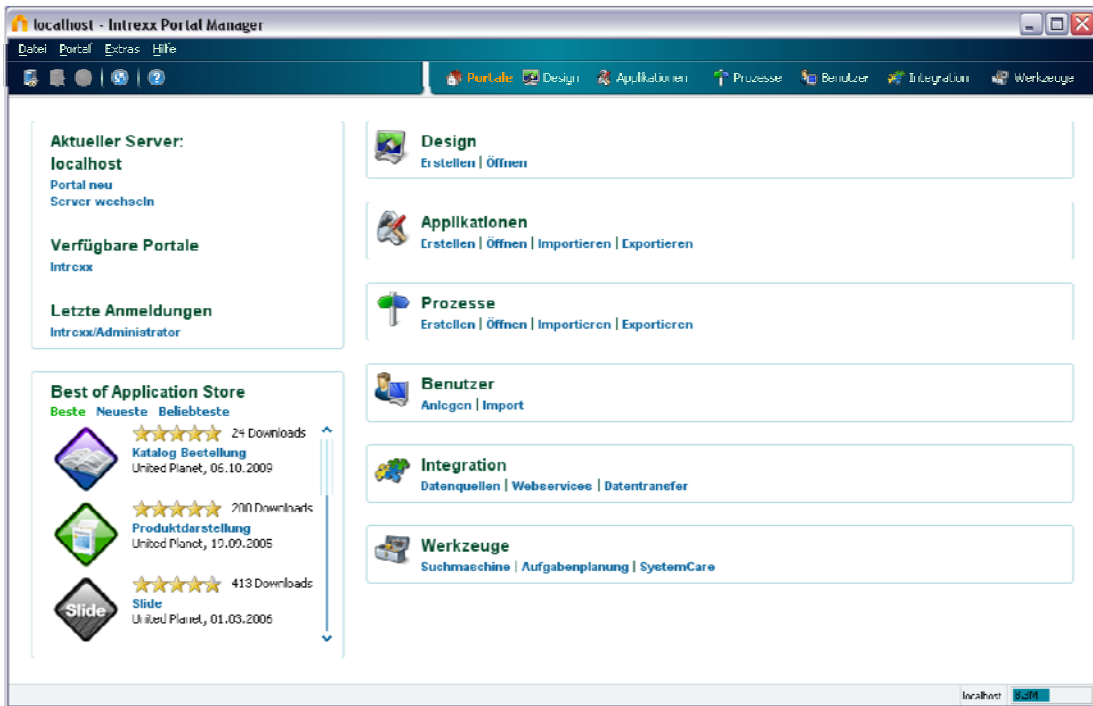 localhost - Intrexx Portal Manager
Datei Portal Extras Hilfe
Portale Design Applikationen Prozesse Benutzer Integration Werkzeuge
Aktueller Server:
localhost
Portal neu
Server wechseln
Verfügbare Portale
Intrexx
Letzte Anmeldungen
Intrexx/Administrator
Best of Application Store
Beste Neueste Beliebteste
24 Downloads
Katalog Bestellung
United Planet, 06.10.2009
200 Downloads
Produktdarstellung
United Planet, 19.09.2005
413 Downloads
Slide
Slide
United Planet, 01.03.2006
Design
Erstellen | Öffnen
Applikationen
Erstellen | Öffnen | Importieren | Exportieren
Prozesse
Erstellen | Öffnen | Importieren | Exportieren
Benutzer
Anlegen | Import
Integration
Datenquellen | Webservices | Datentransfer
Werkzeuge
Suchmaschine | Aufgabenplanung | SystemCare
localhost